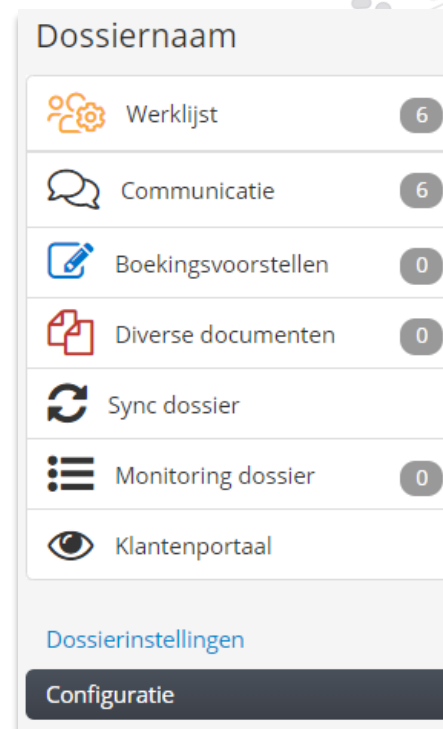 Dossiernaam
Werklijst 6
Communicatie 6
Boekingsvoorstellen 0
Diverse documenten 0
Sync dossier
Monitoring dossier 0
Klantenportaal
Dossierinstellingen
Configuratie